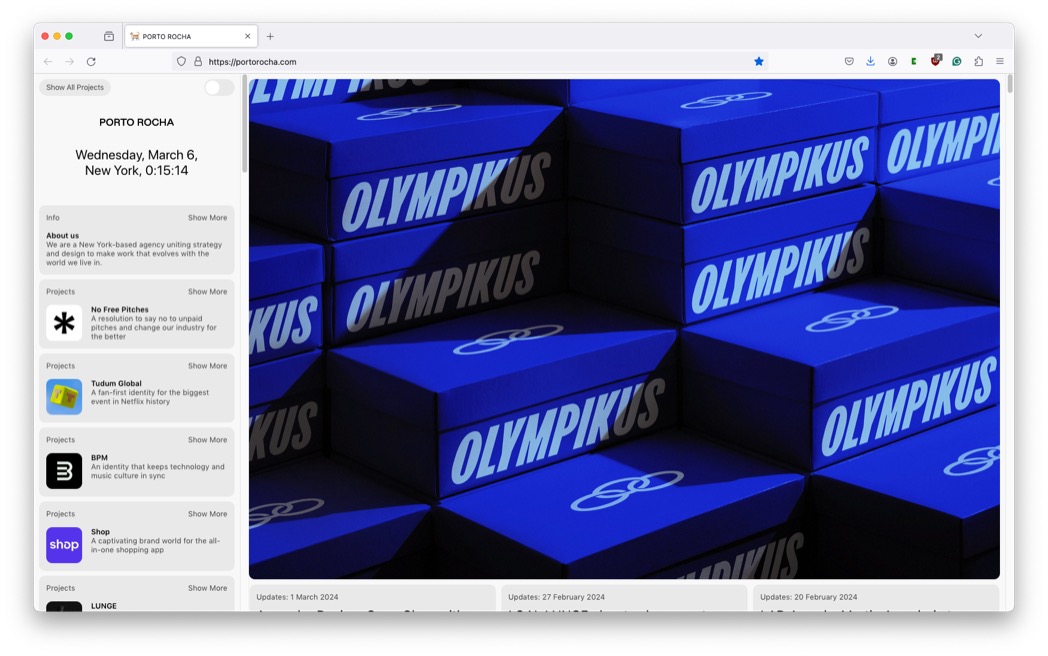 PORTO ROCHA
https://portorocha.com
Show All Projects
PORTO ROCHA
Wednesday, March 6,
New York, 0:15:14
Info
Show More
About us
We are a New York-based agency uniting strategy
and design to make work that evolves with the
world we live in.
Projects
Show More
No Free Pitches
A resolution to say no to unpaid
pitches and change our industry for
the better
Projects
Show More
Tudum Global
A fan-first identity for the biggest
event in Netflix history
Projects
Show More
BPM
An identity that keeps technology and
music culture in sync
Projects
Show More
shop
Shop
A captivating brand world for the all-
in-one shopping app
Projects
Show More
LUNGE
OLYMPIKUS
OLYMPIKUS
OLYMPI
OLYMPIKUS
OLYMPIKUS
KUS
OLYMPIKUS
OLYMPIKUS
KUS
OLYMPIKUS
Updates: 1 March 2024
Updates: 27 February 2024
Updates: 20 February 2024